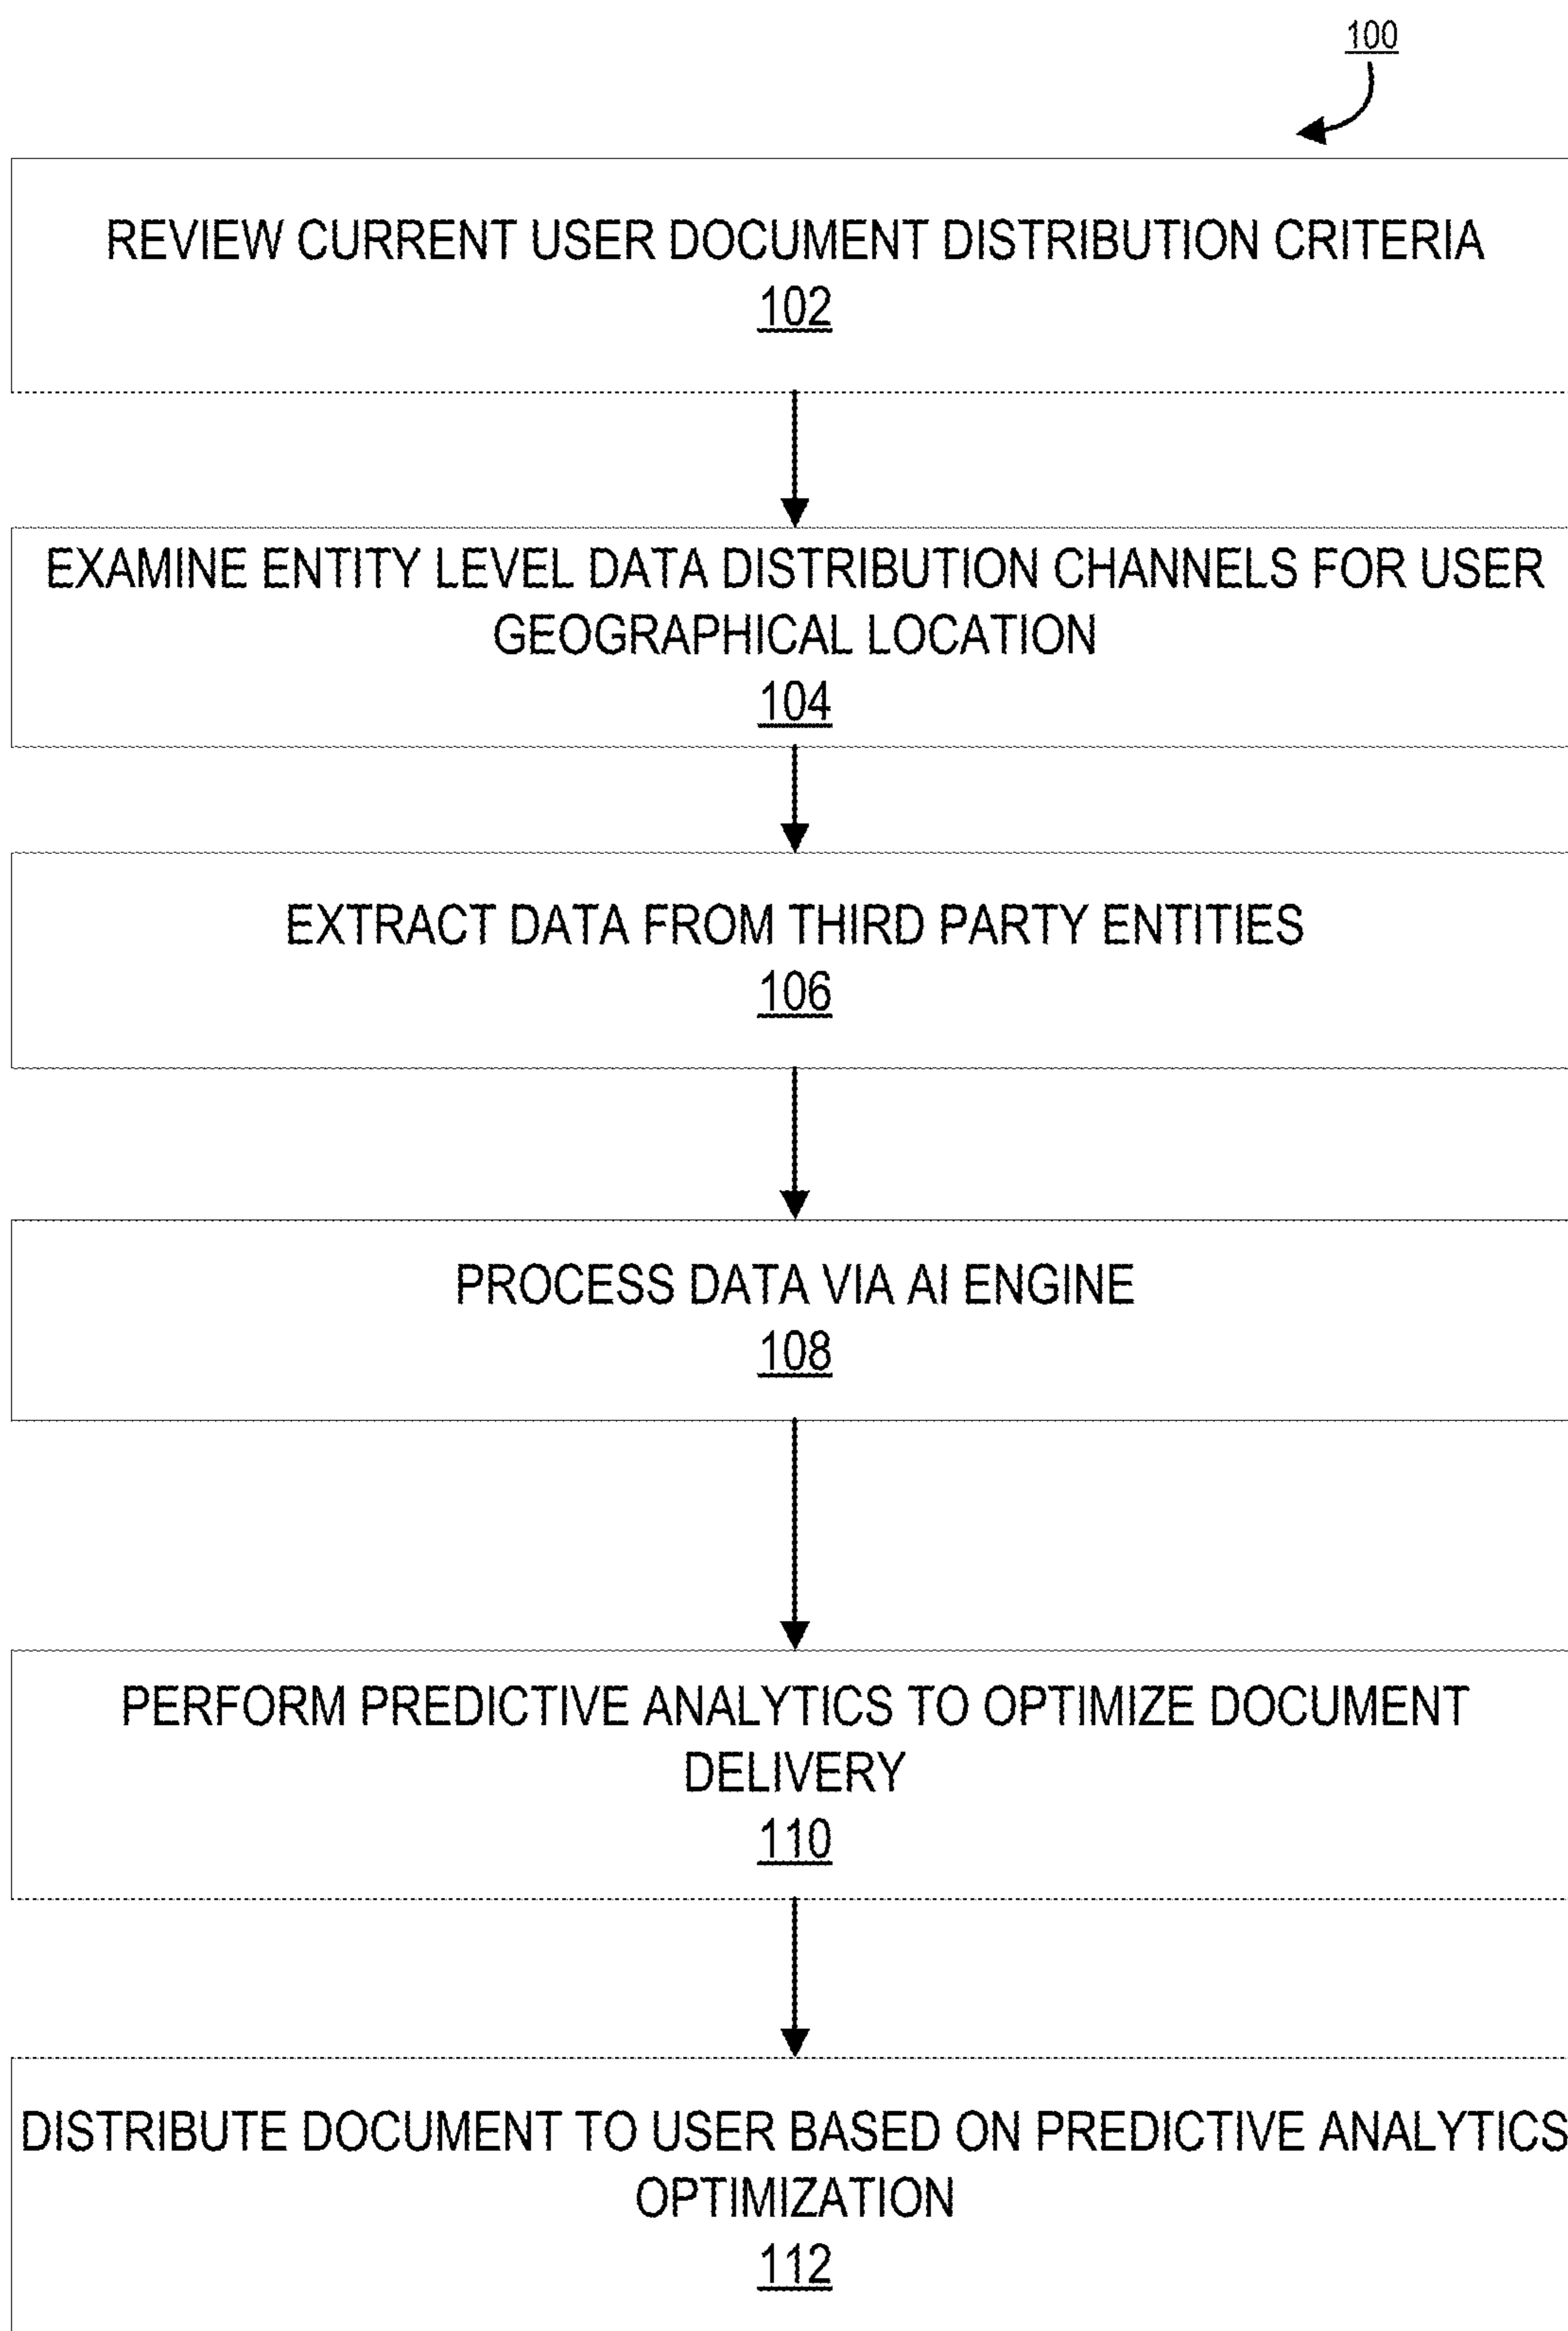 100
REVIEW CURRENT USER DOCUMENT DISTRIBUTION CRITERIA
102
EXAMINE ENTITY LEVEL DATA DISTRIBUTION CHANNELS FOR USER
GEOGRAPHICAL LOCATION
104
EXTRACT DATA FROM THIRD PARTY ENTITIES
106
PROCESS DATA VIA AI ENGINE
108
PERFORM PREDICTIVE ANALYTICS TO OPTIMIZE DOCUMENT
DELIVERY
110
DISTRIBUTE DOCUMENT TO USER BASED ON PREDICTIVE ANALYTICS
OPTIMIZATION
112